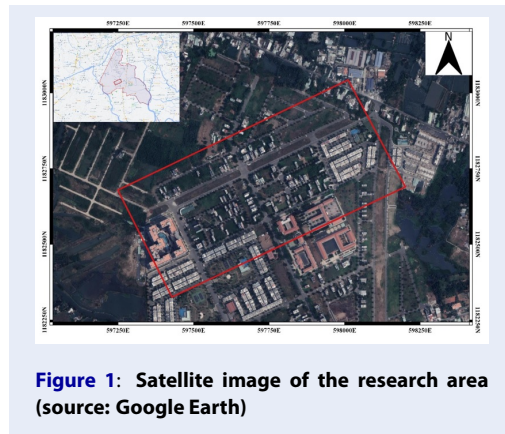 597250E 597500E 597750E 598000E 598250E
N
1183000N 1183000N
1182750N 1182750N
1182500N 1182500N
1182250N 1182250N
597250E 597500E 597750E 598000E 598250E
Figure 1: Satellite image of the research area
(source: Google Earth)